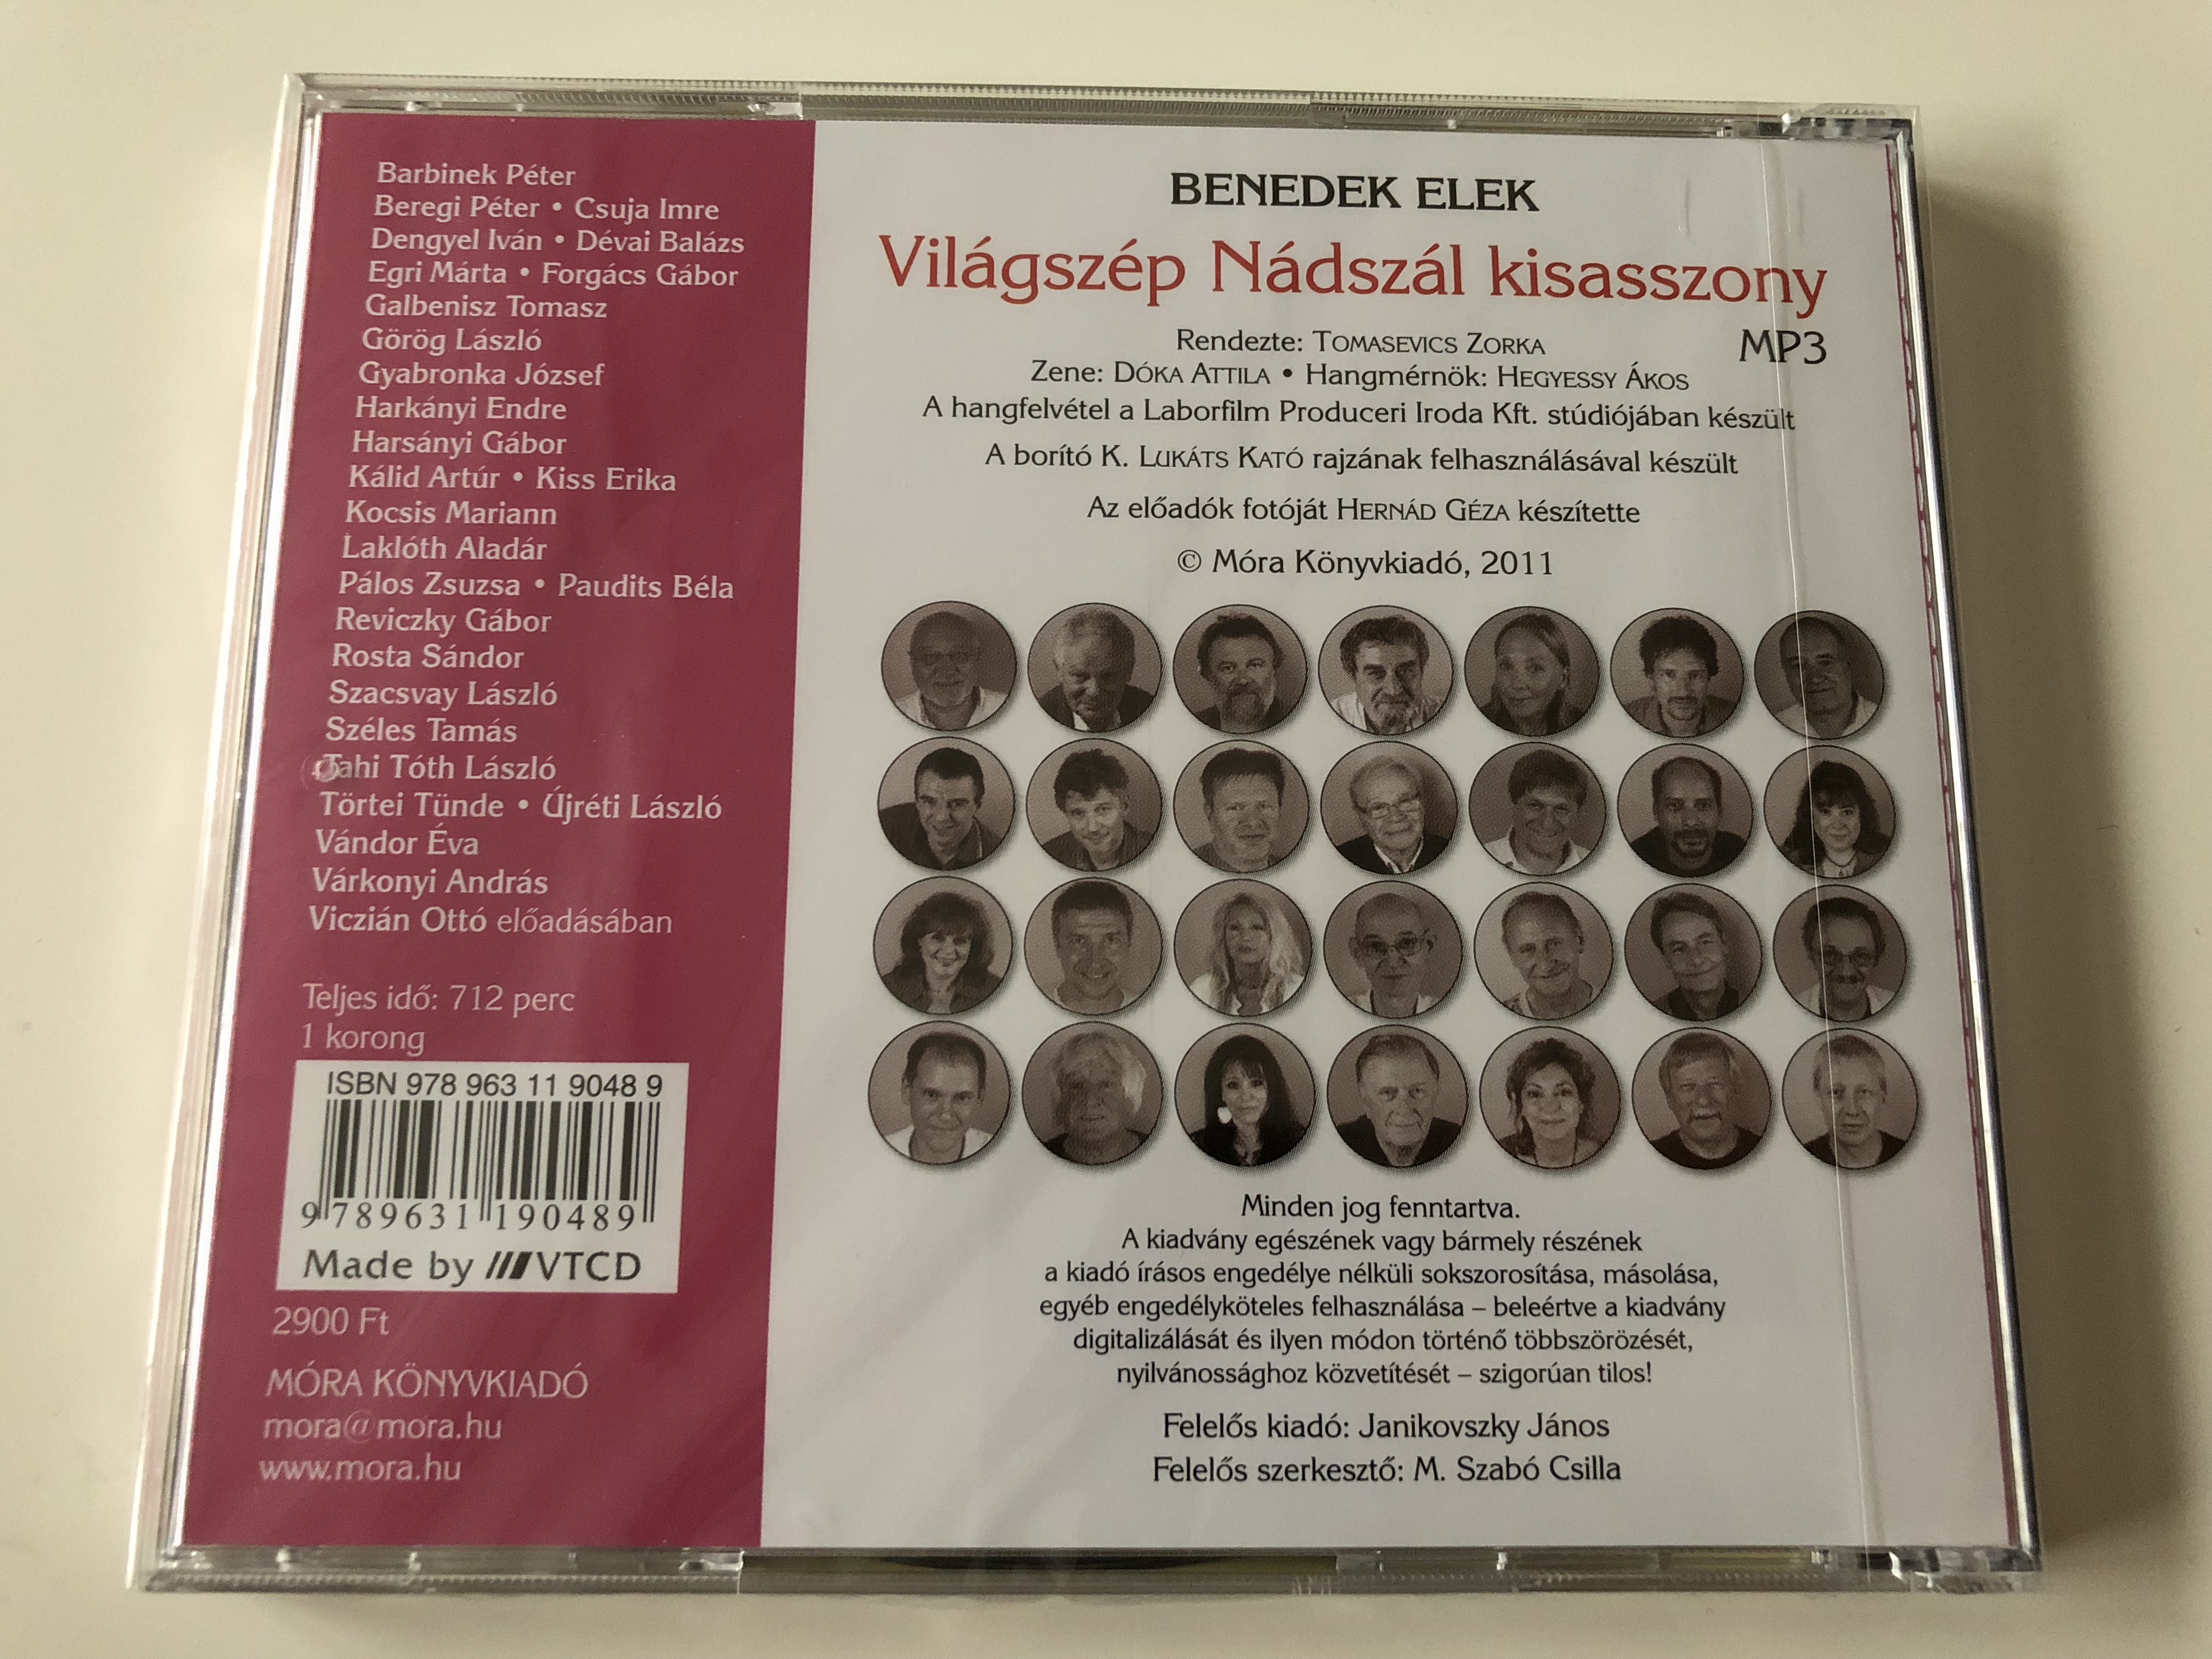 Barbinek Péter
Beregi Péter • Csuja Imre
Dengyel Iván • Dévai Balázs
Egri Márta • Forgács Gábor
Galbenisz Tomasz
Görög László
Gyabronka József
Harkányi Endre
Harsányi Gábor
Kálid Artúr • Kiss Erika
Kocsis Mariann
Laklóth Aladár
Pálos Zsuzsa • Paudits Béla
Reviczky Gábor
Rosta Sándor
Szacsvay László
Széles Tamás
Tahi Tóth László
Törtei Tünde • Újréti László
Vándor Éva
Várkonyi András
Viczián Ottó előadásában
Teljes idő: 712 perc
1 korong
ISBN 978 963 11 9048 9
9 789631 190489
Made by VTCD
2900 Ft
MÓRA KÖNYVKIADÓ
mora@mora.hu
www.mora.hu
BENEDEK ELEK
Világszép Nádszál kisasszony
MP3
Rendezte: TOMASEVICS ZORKA
Zene: DÓKA ATTILA • Hangmérnök: HEGYESSY ÁKOS
A hangfelvétel a Laborfilm Produceri Iroda Kft. stúdiójában készült
A borító K. LUKÁTS KATÓ rajzának felhasználásával készült
Az előadók fotóját HERNÁD GÉZA készítette
© Móra Könyvkiadó, 2011
Minden jog fenntartva.
A kiadvány egészének vagy bármely részének
a kiadó írásos engedélye nélküli sokszorosítása, másolása,
egyéb engedélyköteles felhasználása – beleértve a kiadvány
digitalizálását és ilyen módon történő többszörözését,
nyilvánossághoz közvetítését – szigorúan tilos!
Felelős kiadó: Janikovszky János
Felelős szerkesztő: M. Szabó Csilla